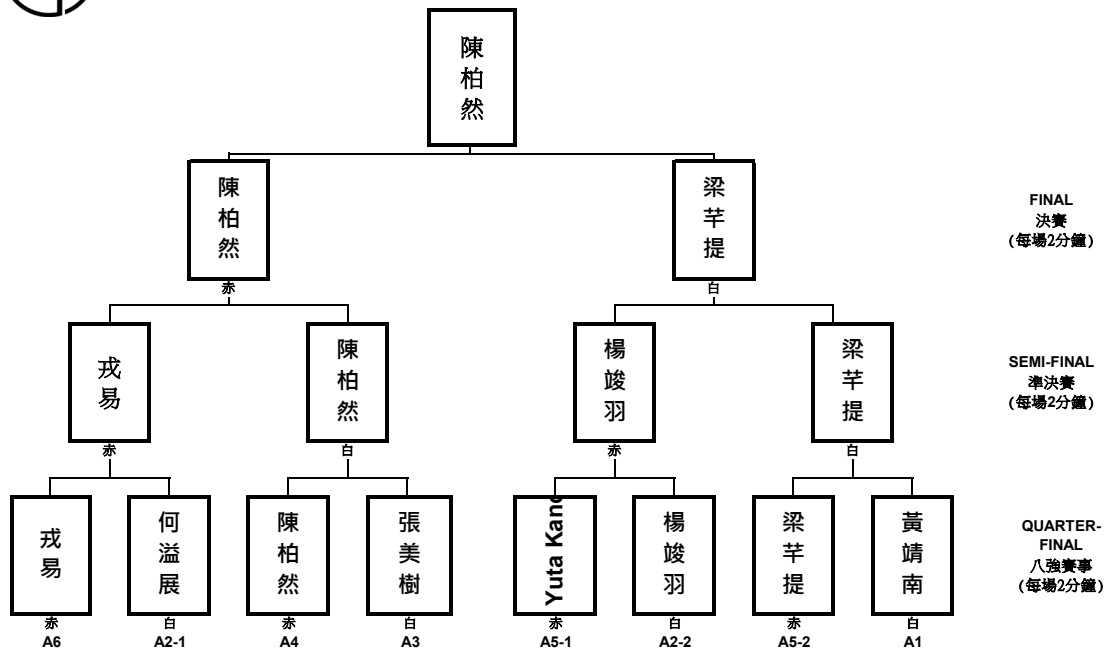 陳柏然
陳柏然
梁芊提
FINAL
決賽
(每場2分鐘)
赤
白
戎易
陳柏然
楊竣羽
梁芊提
SEMI-FINAL
準決賽
(每場2分鐘)
赤
白
赤
白
戎易
何溢展
陳柏然
張美樹
Yuta Kano
楊竣羽
梁芊提
黃靖南
QUARTER-
FINAL
八強賽事
(每場2分鐘)
赤
白
赤
白
赤
白
赤
白
A6
A2-1
A4
A3
A5-1
A2-2
A5-2
A1